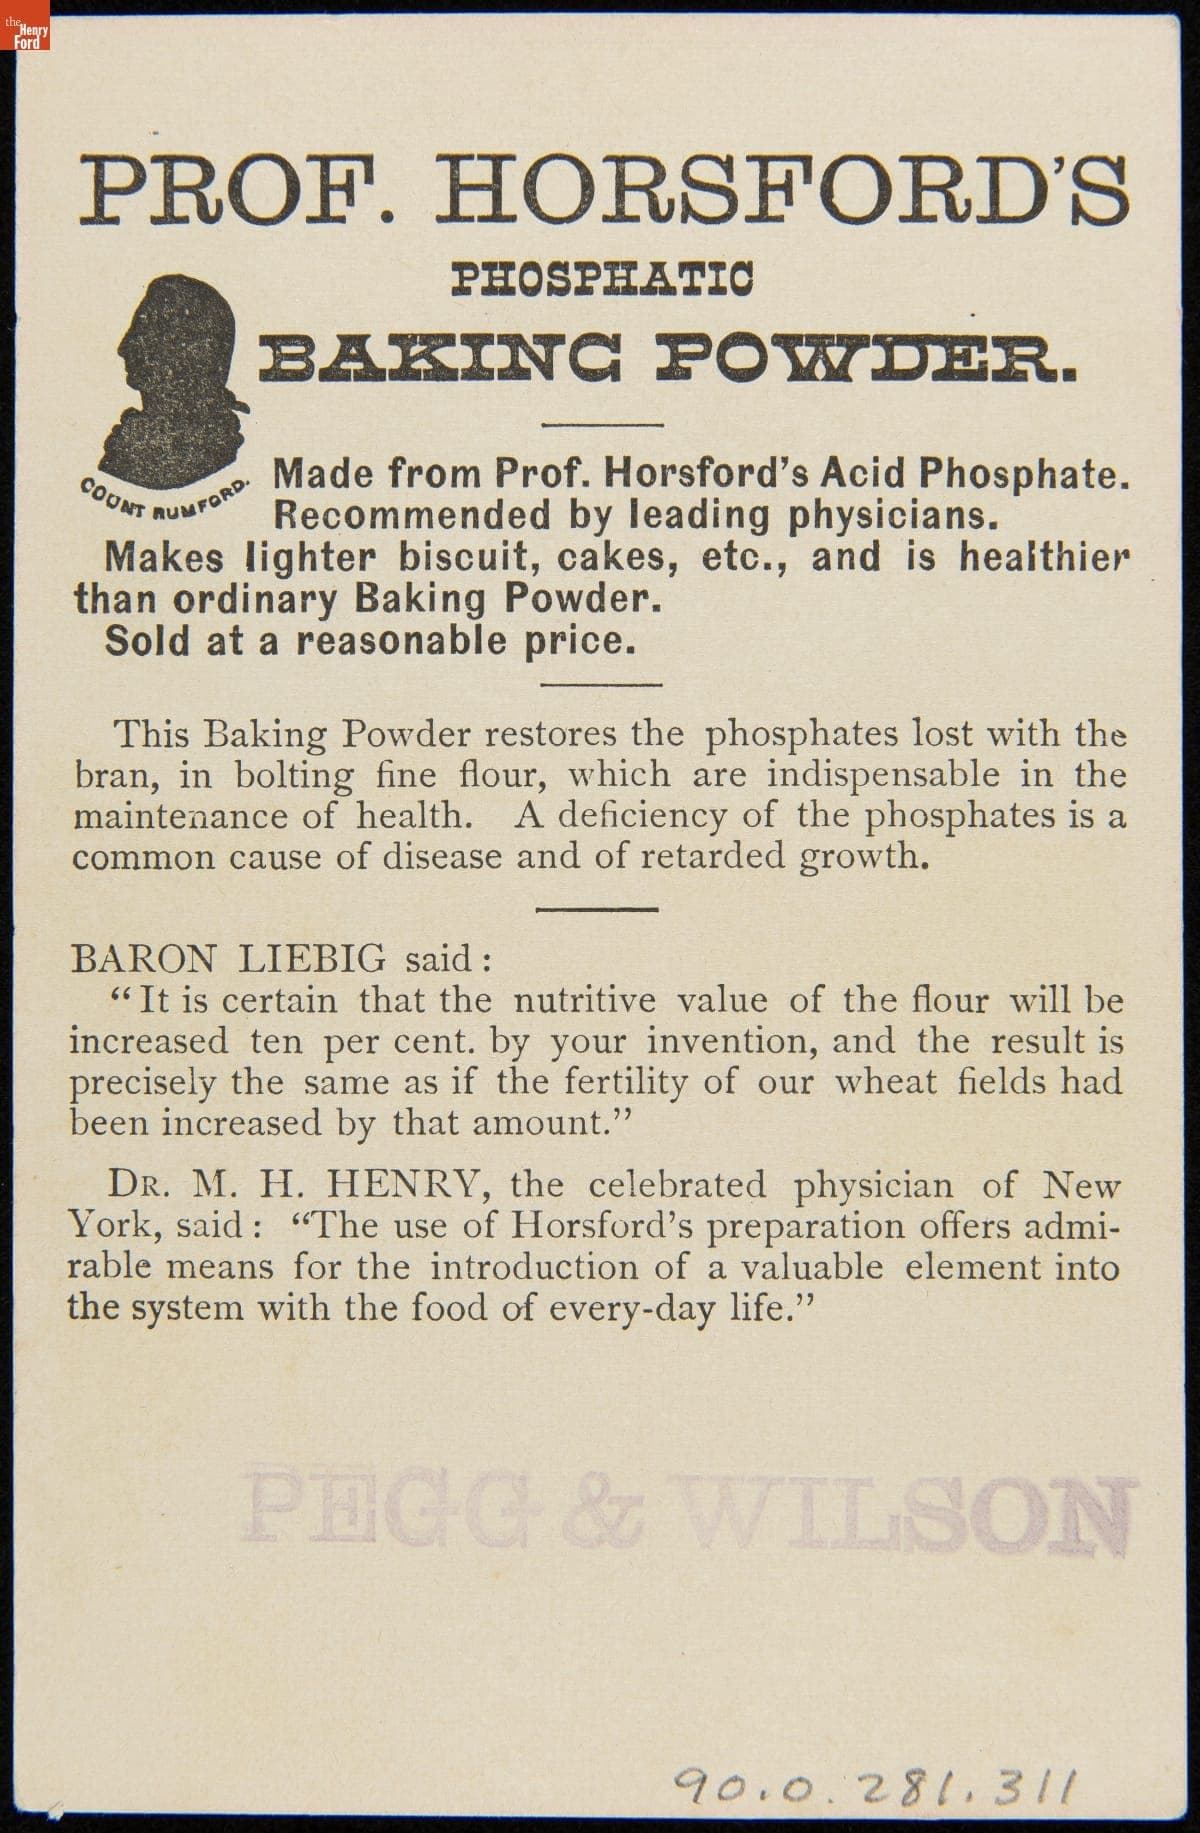 the
Henry
Ford
PROF. HORSFORD'S
PHOSPHATIC
BAKING POWDER.
COUNT RUMFORD.
Made from Prof. Horsford's Acid Phosphate.
Recommended by leading physicians.
Makes lighter biscuit, cakes, etc., and is healthier
than ordinary Baking Powder.
Sold at a reasonable price.
This Baking Powder restores the phosphates lost with the
bran, in bolting fine flour, which are indispensable in the
maintenance of health. A deficiency of the phosphates is a
common cause of disease and of retarded growth.
BARON LIEBIG said:
"It is certain that the nutritive value of the flour will be
increased ten per cent. by your invention, and the result is
precisely the same as if the fertility of our wheat fields had
been increased by that amount."
DR. M. H. HENRY, the celebrated physician of New
York, said: "The use of Horsford's preparation offers admi-
rable means for the introduction of a valuable element into
the system with the food of every-day life."
PEGG & WILSON
90.0.281.311